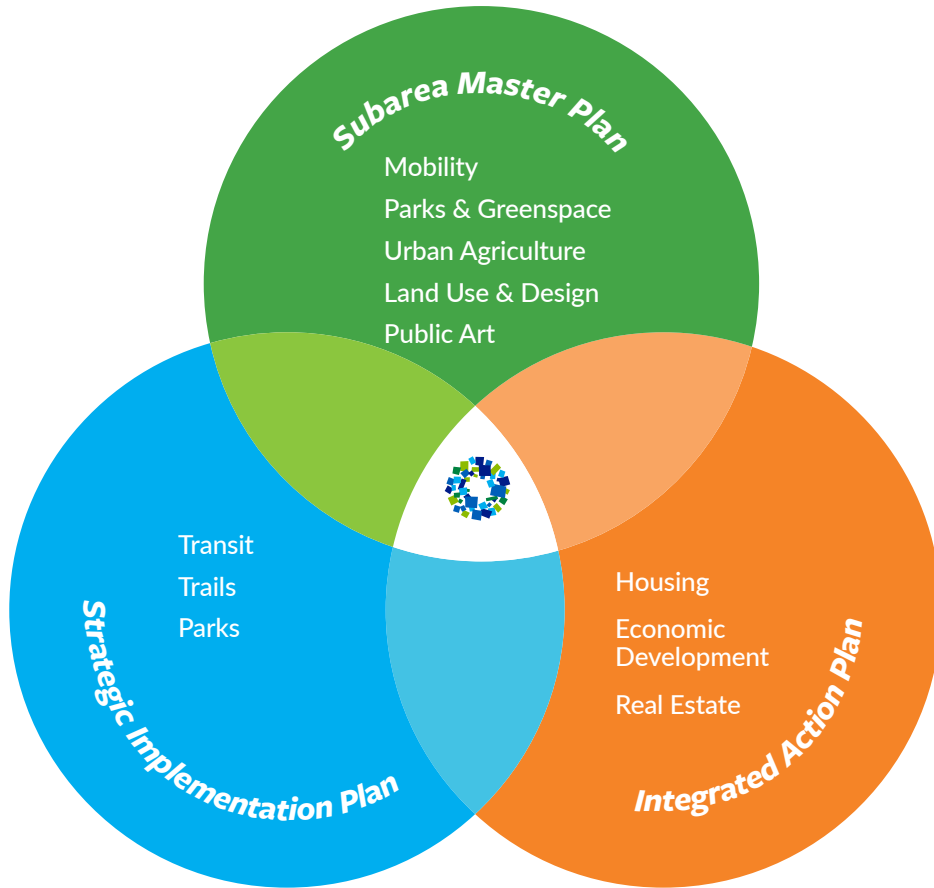 Subarea Master Plan
Mobility
Parks & Greenspace
Urban Agriculture
Land Use & Design
Public Art
Transit
Trails
Parks
Strategic Implementation Plan
Housing
Economic
Development
Real Estate
Integrated Action Plan